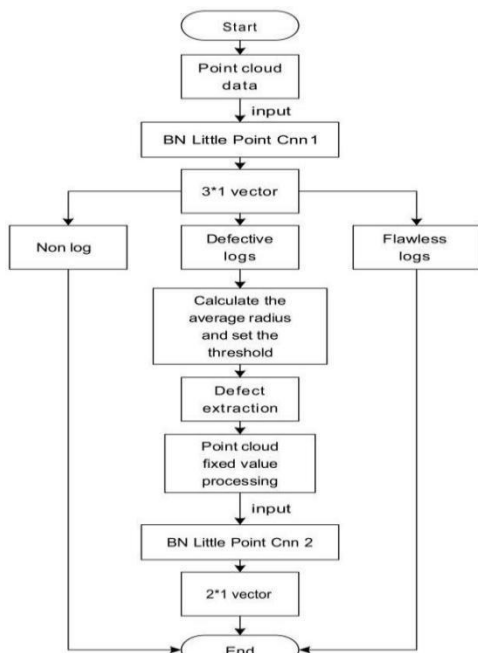 Start
Point cloud
data
input
BN Little Point Cnn1
3*1 vector
Non log
Defective
logs
Flawless
logs
Calculate the
average radius
and set the
threshold
Defect
extraction
Point cloud
fixed value
processing
input
BN Little Point Cnn 2
2*1 vector
End